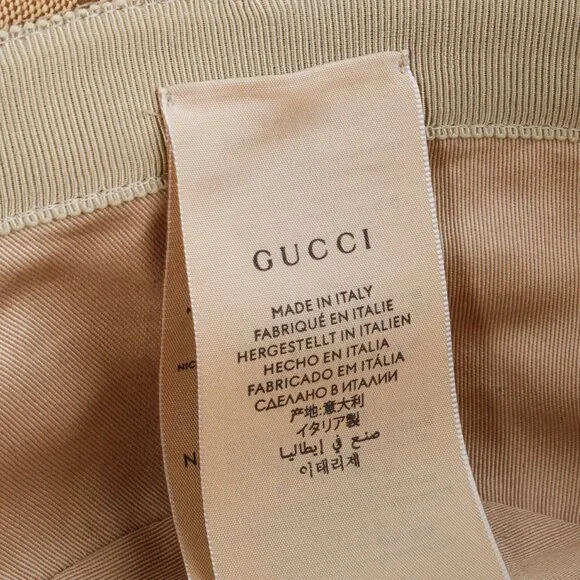 GUCCI
MADE IN ITALY
FABRIQUÉ EN ITALIE
HERGESTELLT IN ITALIEN
HECHO EN ITALIA
FABRICADO EM ITÁLIA
СДЕЛАНО В ИТАЛИИ
产地:意大利
イタリア製
صنع في إيطاليا
이태리제